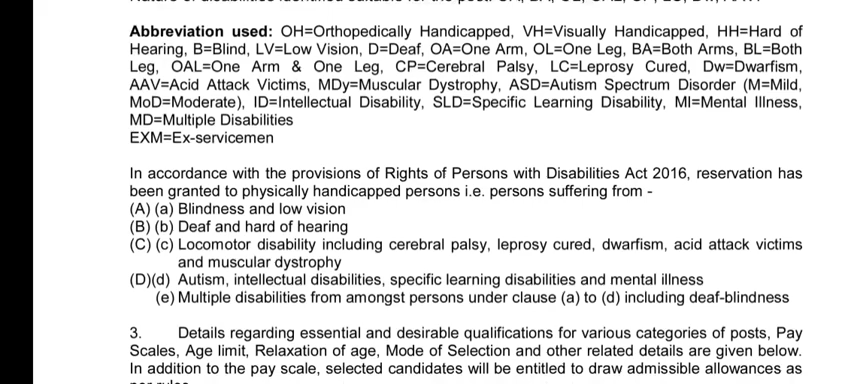 Abbreviation used: OH=Orthopedically Handicapped, VH=Visually Handicapped, HH=Hard of
Hearing, B=Blind, LV=Low Vision, D=Deaf, OA=One Arm, OL=One Leg, BA=Both Arms, BL=Both
Leg, OAL=One Arm & One Leg, CP=Cerebral Palsy, LC=Leprosy Cured, Dw=Dwarfism,
AAV=Acid Attack Victims, MDy=Muscular Dystrophy, ASD=Autism Spectrum Disorder (M=Mild,
MoD=Moderate), ID=Intellectual Disability, SLD=Specific Learning Disability, MI=Mental Illness,
MD=Multiple Disabilities
EXM=Ex-servicemen
In accordance with the provisions of Rights of Persons with Disabilities Act 2016, reservation has
been granted to physically handicapped persons i.e. persons suffering from -
(A) (a) Blindness and low vision
(B) (b) Deaf and hard of hearing
(C) (c) Locomotor disability including cerebral palsy, leprosy cured, dwarfism, acid attack victims
and muscular dystrophy
(D)(d) Autism, intellectual disabilities, specific learning disabilities and mental illness
(e) Multiple disabilities from amongst persons under clause (a) to (d) including deaf-blindness
3. Details regarding essential and desirable qualifications for various categories of posts, Pay
Scales, Age limit, Relaxation of age, Mode of Selection and other related details are given below.
In addition to the pay scale, selected candidates will be entitled to draw admissible allowances as